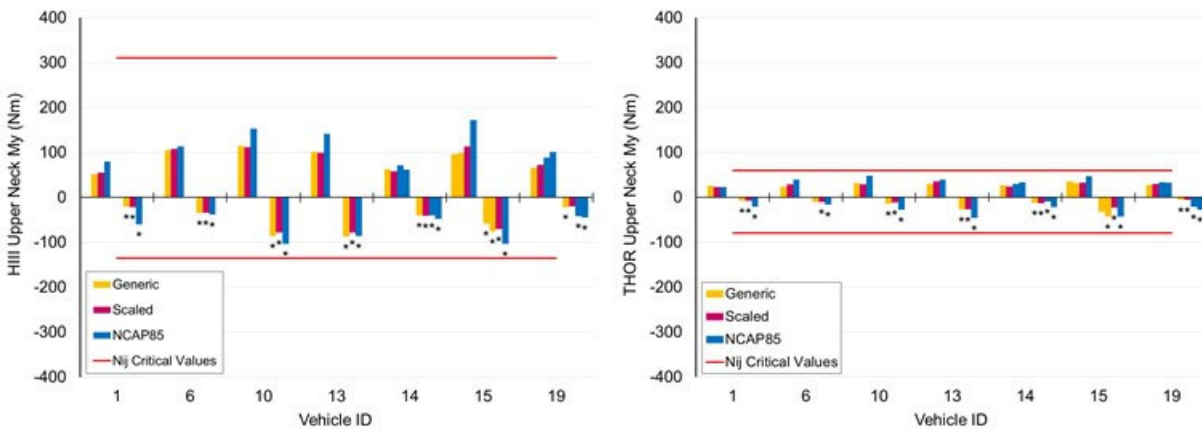 HIII Upper Neck My (Nm)
400
300
200
100
0
-100
-200
-300
-400
Generic
Scaled
NCAP85
Nij Critical Values
1 6 10 13 14 15 19
Vehicle ID
THOR Upper Neck My (Nm)
400
300
200
100
0
-100
-200
-300
-400
Generic
Scaled
NCAP85
Nij Critical Values
1 6 10 13 14 15 19
Vehicle ID